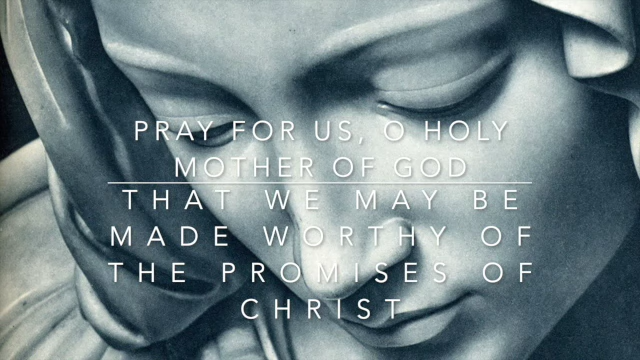 PRAY FOR US, O HOLY
MOTHER OF GOD
THAT WE MAY BE
MADE WORTHY OF
THE PROMISES OF
CHRIST